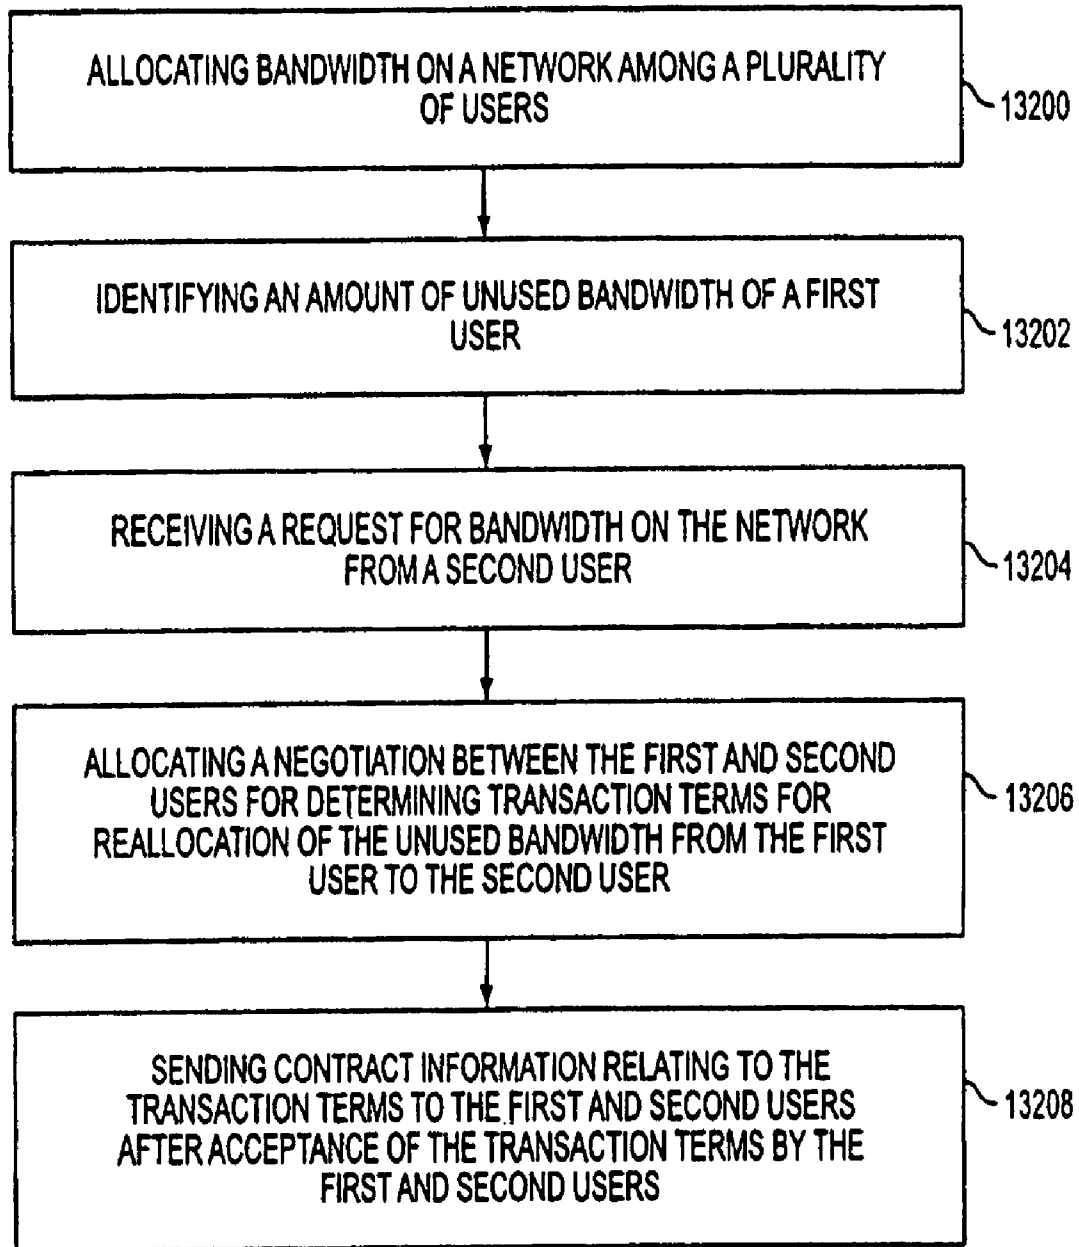 ALLOCATING BANDWIDTH ON A NETWORK AMONG A PLURALITY
OF USERS
13200
IDENTIFYING AN AMOUNT OF UNUSED BANDWIDTH OF A FIRST
USER
13202
RECEIVING A REQUEST FOR BANDWIDTH ON THE NETWORK
FROM A SECOND USER
13204
ALLOCATING A NEGOTIATION BETWEEN THE FIRST AND SECOND
USERS FOR DETERMINING TRANSACTION TERMS FOR
REALLOCATION OF THE UNUSED BANDWIDTH FROM THE FIRST
USER TO THE SECOND USER
13206
SENDING CONTRACT INFORMATION RELATING TO THE
TRANSACTION TERMS TO THE FIRST AND SECOND USERS
AFTER ACCEPTANCE OF THE TRANSACTION TERMS BY THE
FIRST AND SECOND USERS
13208